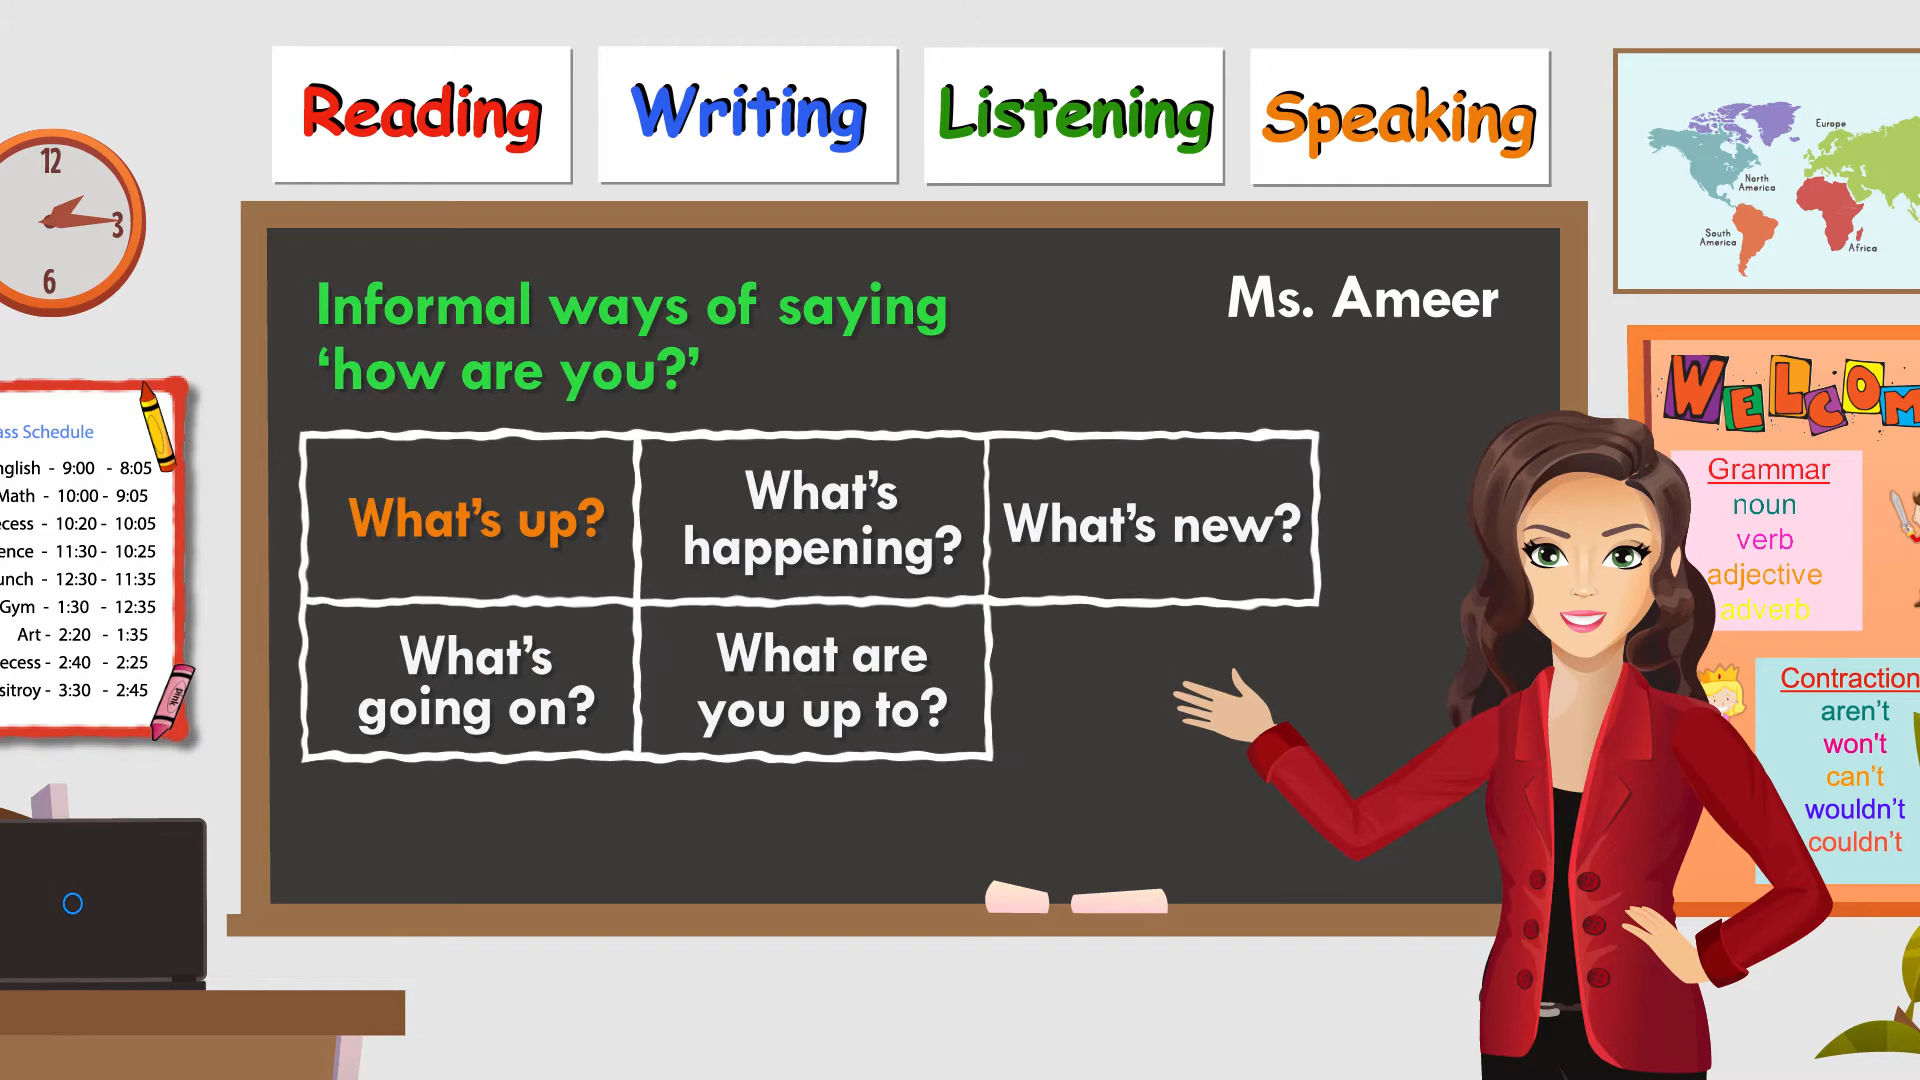 Reading
Writing
Listening
Speaking
12
3
6
Europe
North
America
South
America
Africa
Informal ways of saying
‘how are you?’
Ms. Ameer
What’s up?
What’s
happening?
What’s new?
What’s
going on?
What are
you up to?
ass Schedule
nglish - 9:00 - 8:05
Math - 10:00 - 9:05
ecess - 10:20 - 10:05
ence - 11:30 - 10:25
unch - 12:30 - 11:35
Gym - 1:30 - 12:35
Art - 2:20 - 1:35
ecess - 2:40 - 2:25
sitroy - 3:30 - 2:45
Pink
WELCOM
Grammar
noun
verb
adjective
adverb
Contraction
aren’t
won't
can’t
wouldn’t
couldn’t